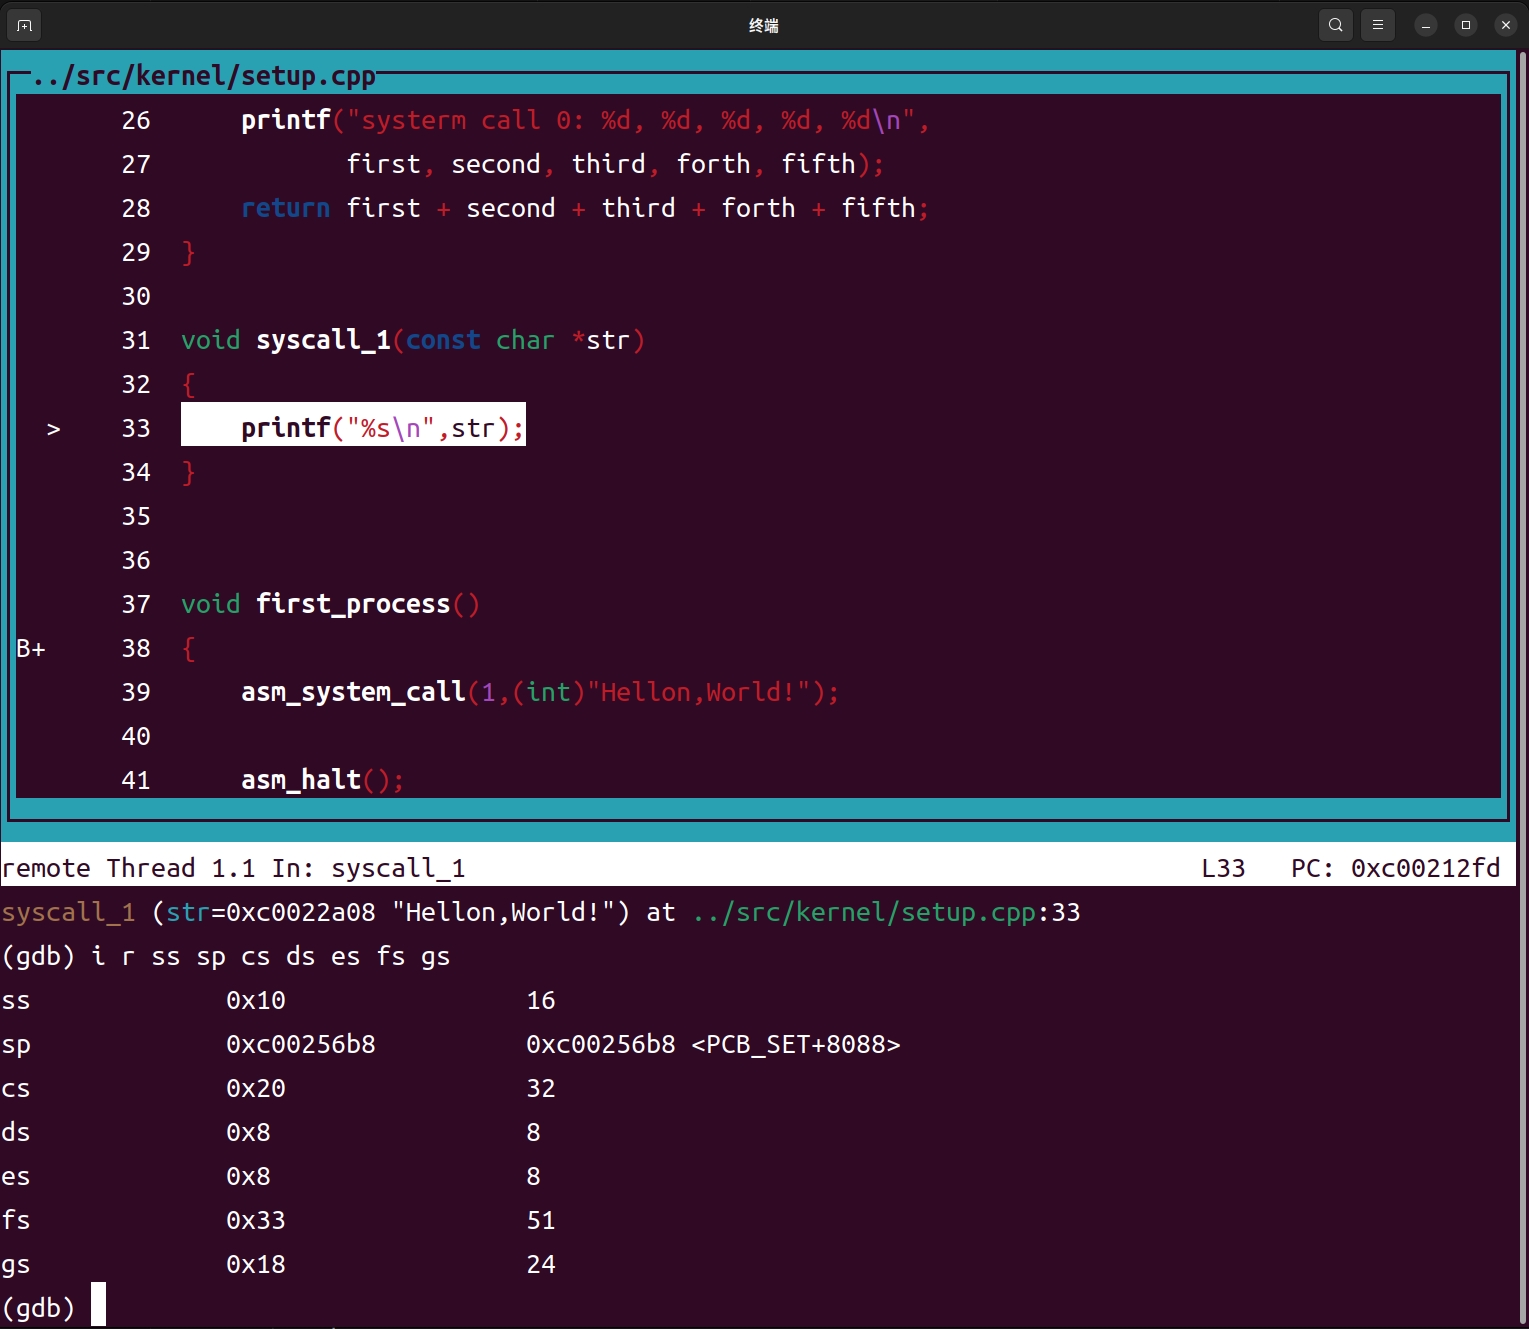 终端
../src/kernel/setup.cpp
26 printf("systerm call 0: %d, %d, %d, %d, %d\n",
27 first, second, third, forth, fifth);
28 return first + second + third + forth + fifth;
29 }
30
31 void syscall_1(const char *str)
32 {
> 33 printf("%s\n",str);
34 }
35
36
37 void first_process()
B+ 38 {
39 asm_system_call(1,(int)"Hellon,World!");
40
41 asm_halt();
remote Thread 1.1 In: syscall_1 L33 PC: 0xc00212fd
syscall_1 (str=0xc0022a08 "Hellon,World!") at ../src/kernel/setup.cpp:33
(gdb) i r ss sp cs ds es fs gs
ss 0x10 16
sp 0xc00256b8 0xc00256b8 <PCB_SET+8088>
cs 0x20 32
ds 0x8 8
es 0x8 8
fs 0x33 51
gs 0x18 24
(gdb)